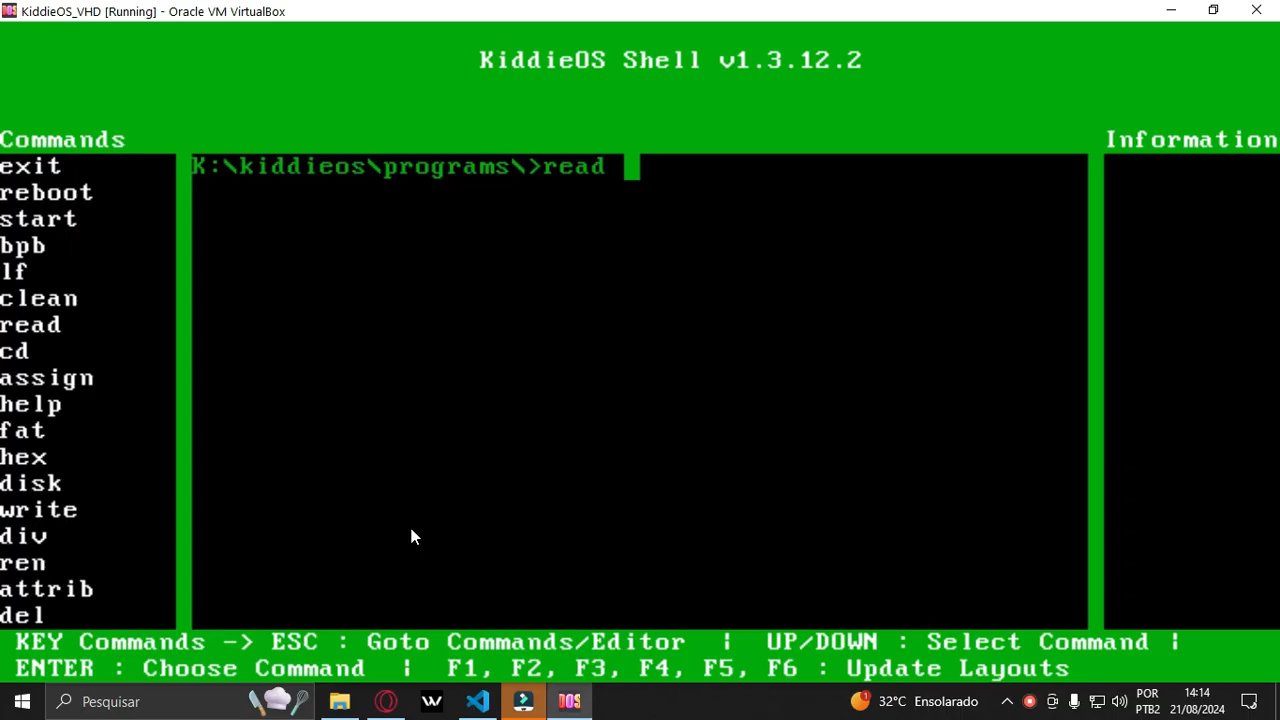 KiddieOS_VHD [Running] - Oracle VM VirtualBox
KiddieOS Shell v1.3.12.2
Commands
Information
exit
K:\kiddieos\programs\>read
reboot
start
bpb
lf
clean
read
cd
assign
help
fat
hex
disk
write
div
ren
attrib
del
KEY Commands -> ESC : Goto Commands/Editor ¦ UP/DOWN : Select Command ¦
ENTER : Choose Command ¦ F1, F2, F3, F4, F5, F6 : Update Layouts
Pesquisar
DOS
1
32°C Ensolarado
POR
PTB2
14:14
21/08/2024